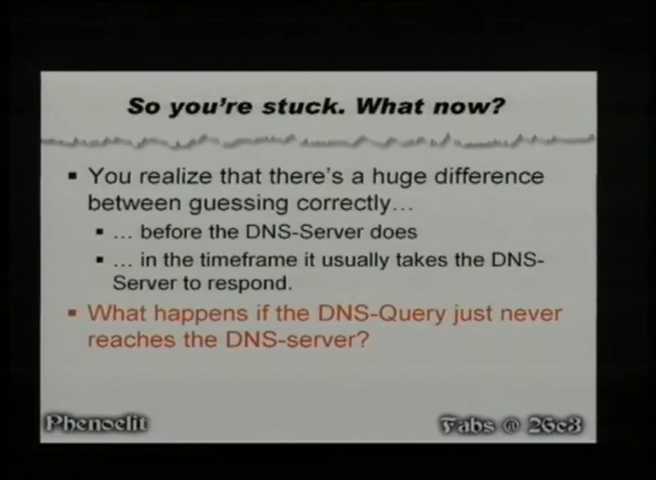 So you're stuck. What now?
▪ You realize that there's a huge difference
between guessing correctly…
▪ … before the DNS-Server does
▪ … in the timeframe it usually takes the DNS-
Server to respond.
▪ What happens if the DNS-Query just never
reaches the DNS-server?
Phenoelit
Fabs @ 26c3